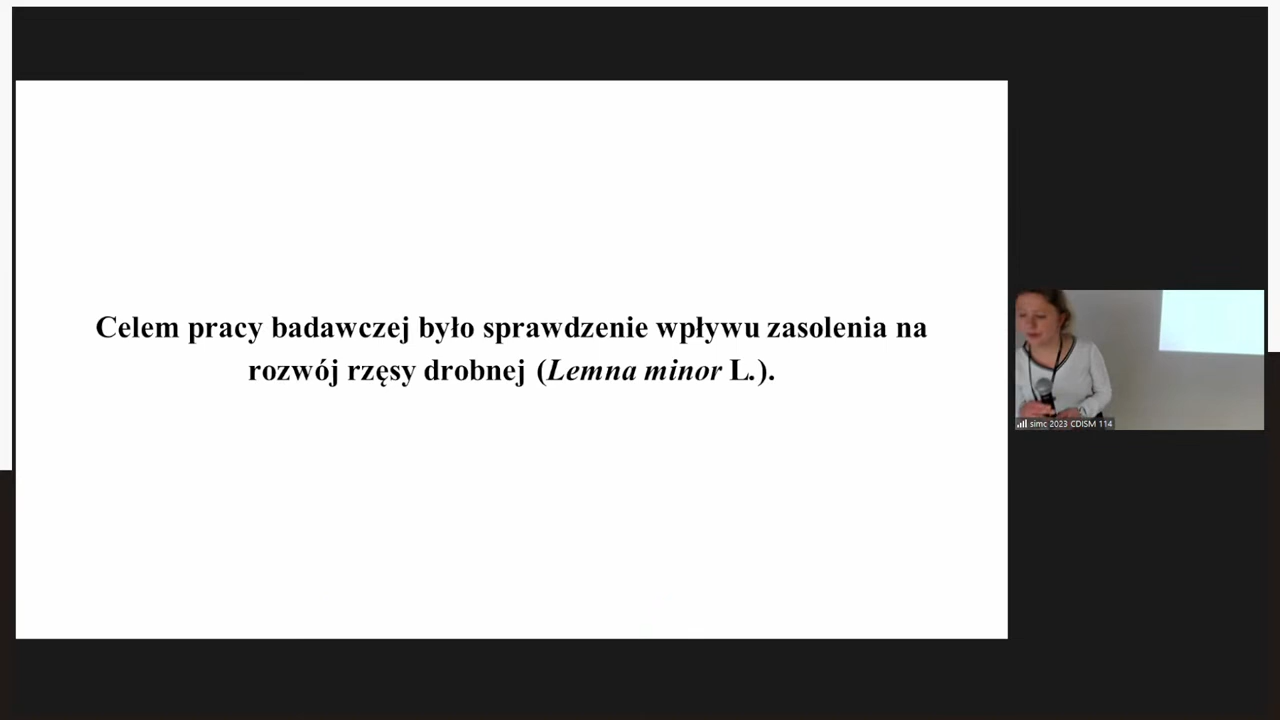 Celem pracy badawczej było sprawdzenie wpływu zasolenia na
rozwój rzęsy drobnej (Lemna minor L.).
simc 2023 CDISM 114